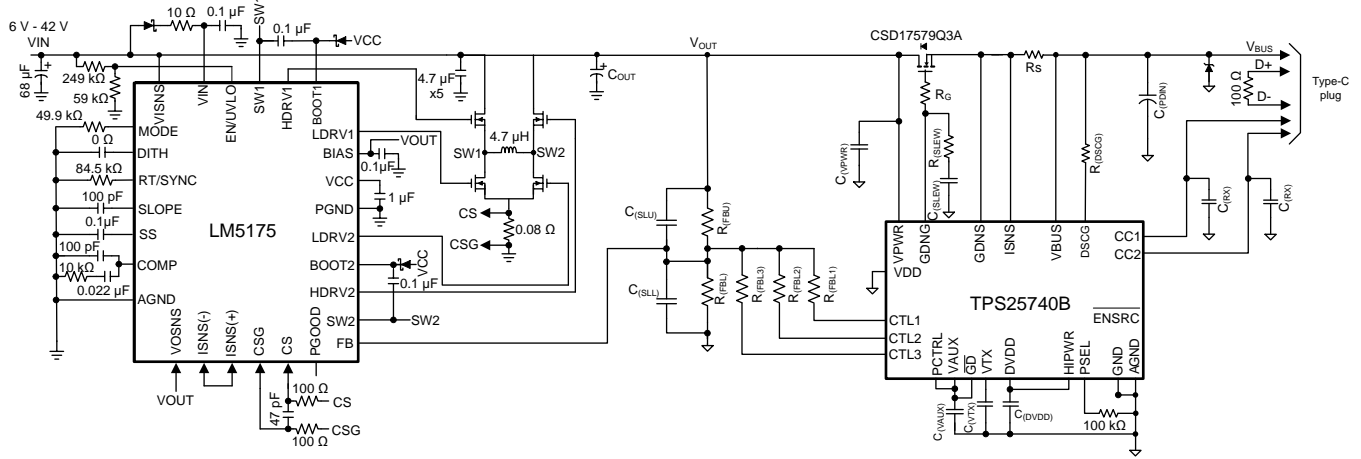 6 V - 42 V
VIN
10 Ω
0.1 µF
SW1
0.1 µF
VCC
68 µF
+
249 kΩ
59 kΩ
49.9 kΩ
0 Ω
84.5 kΩ
100 pF
0.1µF
100 pF
10 kΩ
0.022 µF
VISNS
VIN
EN/UVLO
SW1
HDRV1
BOOT1
MODE
DITH
RT/SYNC
SLOPE
SS
COMP
AGND
LM5175
LDRV1
BIAS
VCC
PGND
LDRV2
BOOT2
HDRV2
SW2
FB
VOSNS
ISNS(-)
ISNS(+)
CSG
CS
PGOOD
VOUT
47 pF
100 Ω
CS
CSG
100 Ω
VOUT
0.1µF
1 µF
VCC
0.1 µF
SW2
4.7 µF
x5
4.7 µH
SW1
SW2
CS
CSG
0.08 Ω
+
COUT
VOUT
C(SLU)
R(FBU)
C(SLL)
R(FBL)
R(FBL3)
R(FBL2)
R(FBL1)
CSD17579Q3A
RG
Rs
C(VPWR)
R(SLEW)
C(SLEW)
C(PDIN)
R(DSCG)
VBUS
D+
100 Ω
D-
Type-C
plug
C(RX)
C(RX)
VPWR
VDD
GDNG
GDNS
ISNS
VBUS
DSCG
CC1
CC2
TPS25740B
ENSRC
CTL1
CTL2
CTL3
PCTRL
VAUX
GD
VTX
DVDD
HIPWR
PSEL
GND
AGND
C(VAUX)
C(VTX)
C(DVDD)
100 kΩ